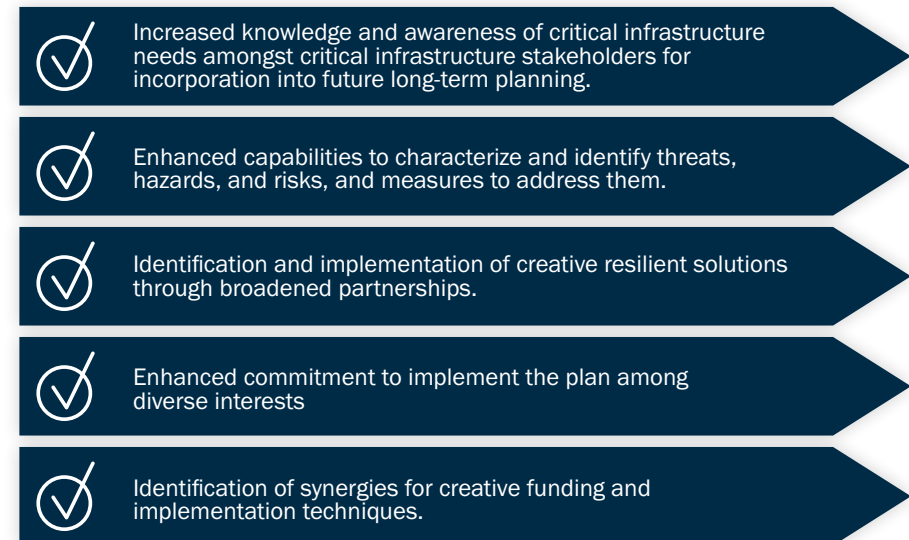 Increased knowledge and awareness of critical infrastructure
needs amongst critical infrastructure stakeholders for
incorporation into future long-term planning.
Enhanced capabilities to characterize and identify threats,
hazards, and risks, and measures to address them.
Identification and implementation of creative resilient solutions
through broadened partnerships.
Enhanced commitment to implement the plan among
diverse interests
Identification of synergies for creative funding and
implementation techniques.